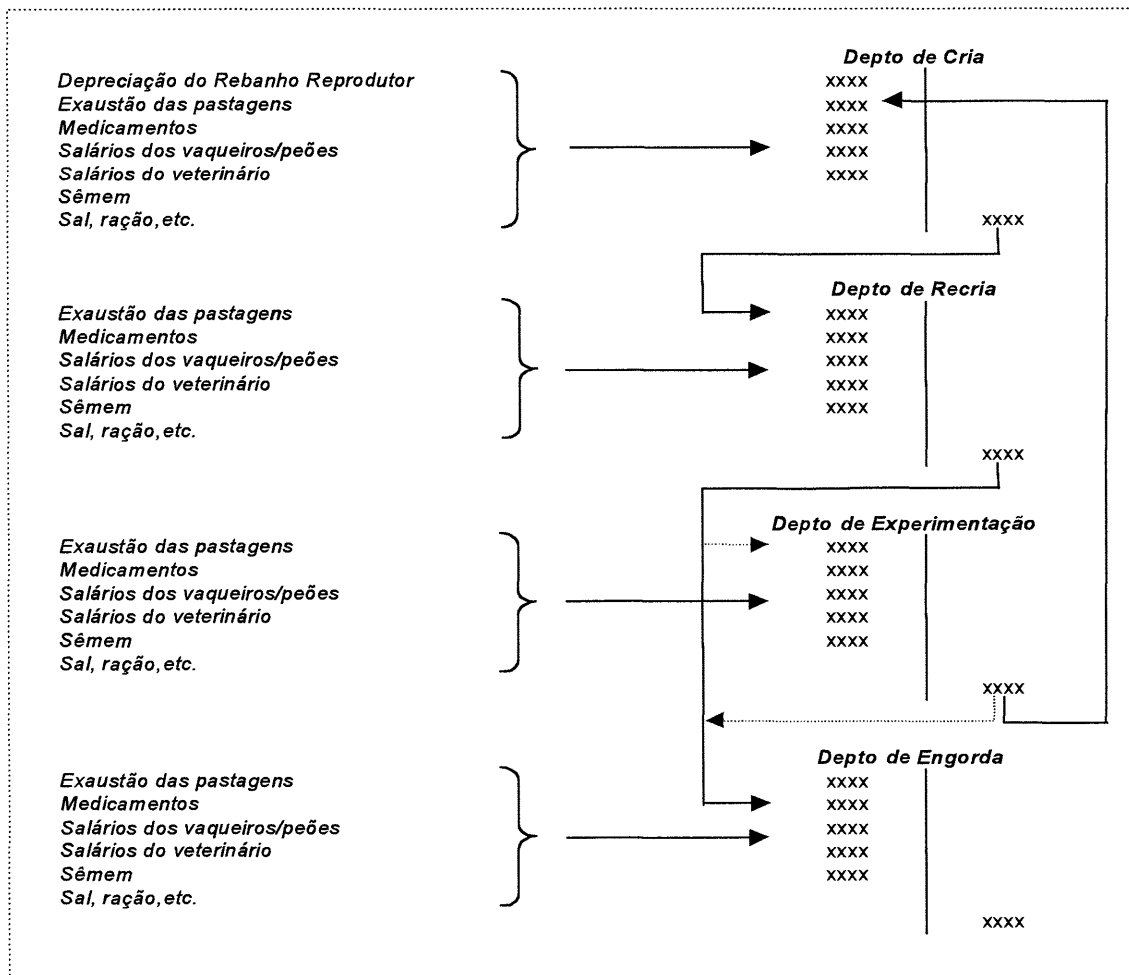 Depto de Cria
Depreciação do Rebanho Reprodutor
Exaustão das pastagens
Medicamentos
Salários dos vaqueiros/peões
Salários do veterinário
Sêmem
Sal, ração,etc.
xxxx
xxxx
xxxx
xxxx
xxxx
xxxx
Depto de Recria
Exaustão das pastagens
Medicamentos
Salários dos vaqueiros/peões
Salários do veterinário
Sêmem
Sal, ração,etc.
xxxx
xxxx
xxxx
xxxx
xxxx
xxxx
Depto de Experimentação
Exaustão das pastagens
Medicamentos
Salários dos vaqueiros/peões
Salários do veterinário
Sêmem
Sal, ração,etc.
xxxx
xxxx
xxxx
xxxx
xxxx
xxxx
Depto de Engorda
Exaustão das pastagens
Medicamentos
Salários dos vaqueiros/peões
Salários do veterinário
Sêmem
Sal, ração,etc.
xxxx
xxxx
xxxx
xxxx
xxxx
xxxx